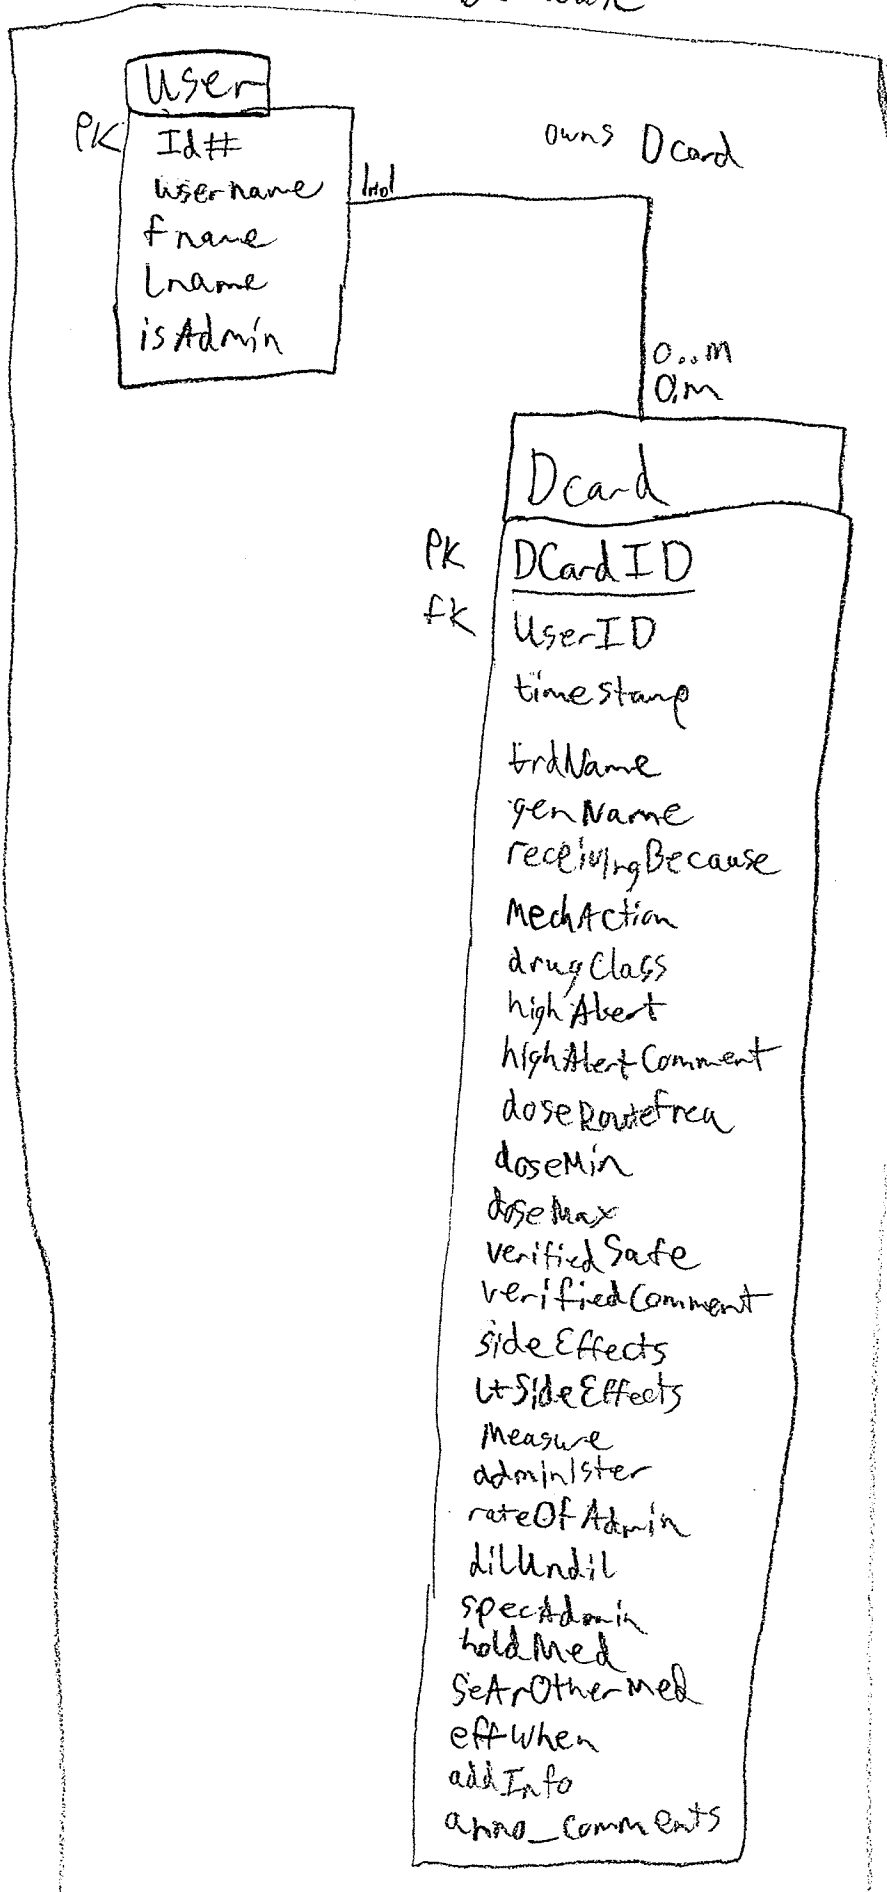 User
PK Id#
username
fname
lname
isAdmin
owns Dcard
0..m
0.m
Dcard
PK DCardID
fK UserID
timestamp
trdName
genName
receivingBecause
MechAction
drugClass
highAlert
highAlertComment
doseRouteFreq
doseMin
doseMax
verifiedSafe
verifiedComment
sideEffects
LtSideEffects
Measure
administer
rateOfAdmin
dilUndil
specAdmin
holdMed
effWhen
addInfo
anno_comments